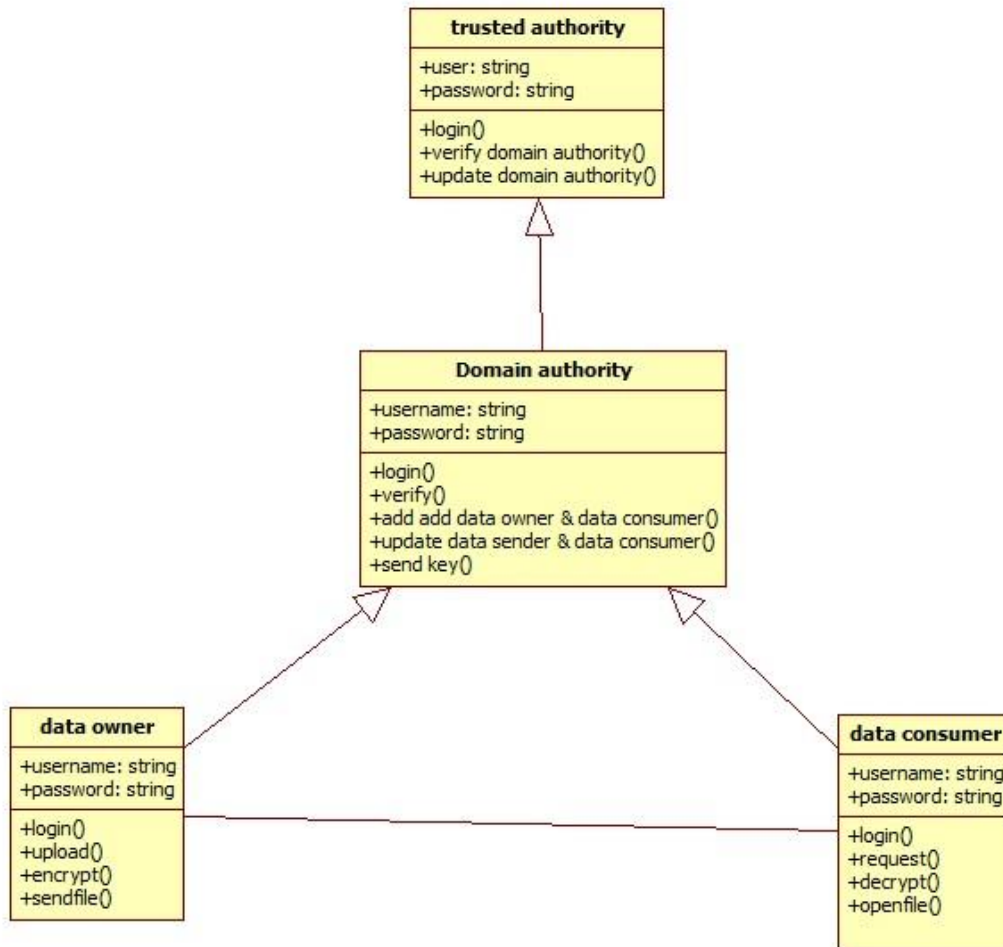 trusted authority
+user: string
+password: string
+login()
+verify domain authority()
+update domain authority()
Domain authority
+username: string
+password: string
+login()
+verify()
+add add data owner & data consumer()
+update data sender & data consumer()
+send key()
data owner
+username: string
+password: string
+login()
+upload()
+encrypt()
+sendfile()
data consumer
+username: string
+password: string
+login()
+request()
+decrypt()
+openfile()